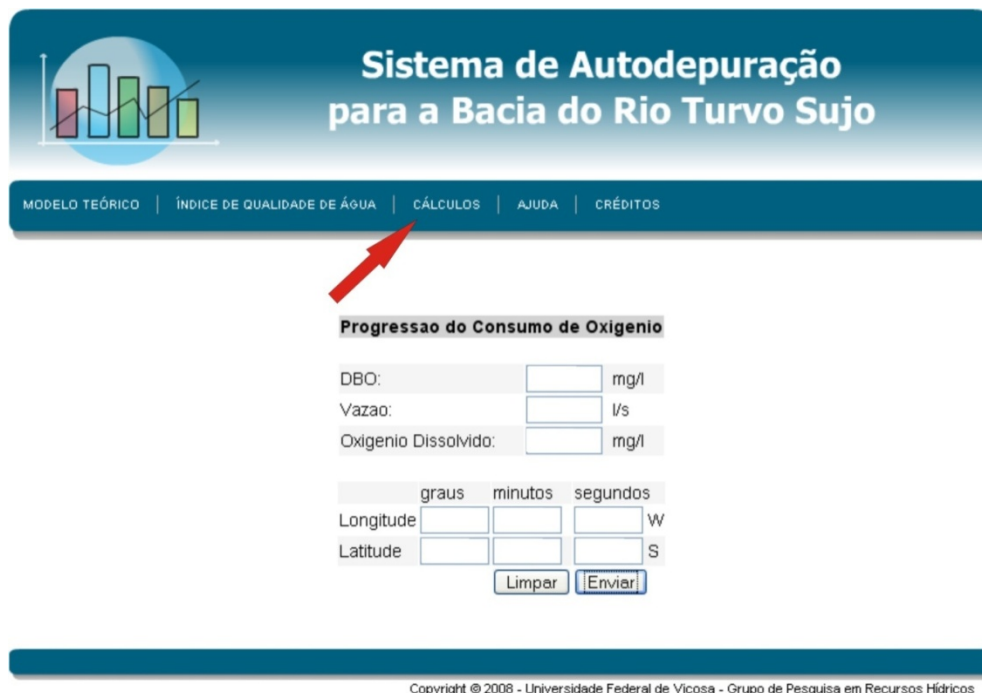 Sistema de Autodepuração
para a Bacia do Rio Turvo Sujo
MODELO TEÓRICO | ÍNDICE DE QUALIDADE DE ÁGUA | CÁLCULOS | AJUDA | CRÉDITOS
Progressao do Consumo de Oxigenio
DBO: mg/l
Vazao: l/s
Oxigenio Dissolvido: mg/l
graus minutos segundos
Longitude W
Latitude S
Limpar Enviar
Copyright © 2008 - Universidade Federal de Viçosa - Grupo de Pesquisa em Recursos Hídricos